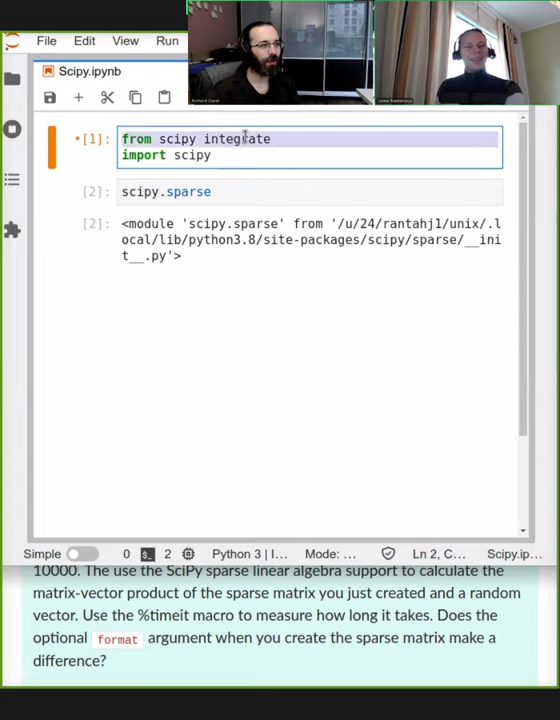 File Edit View Run
Scipy.ipynb
[1]: from scipy integrate
import scipy
[2]: scipy.sparse
[2]: <module 'scipy.sparse' from '/u/24/rantahj1/unix/.l
ocal/lib/python3.8/site-packages/scipy/sparse/__ini
t__.py'>
Simple 0 2 Python 3 | I... Mode: ... Ln 2, C... Scipy.ip...
10000. The use the SciPy sparse linear algebra support to calculate the
matrix-vector product of the sparse matrix you just created and a random
vector. Use the %timeit macro to measure how long it takes. Does the
optional format argument when you create the sparse matrix make a
difference?